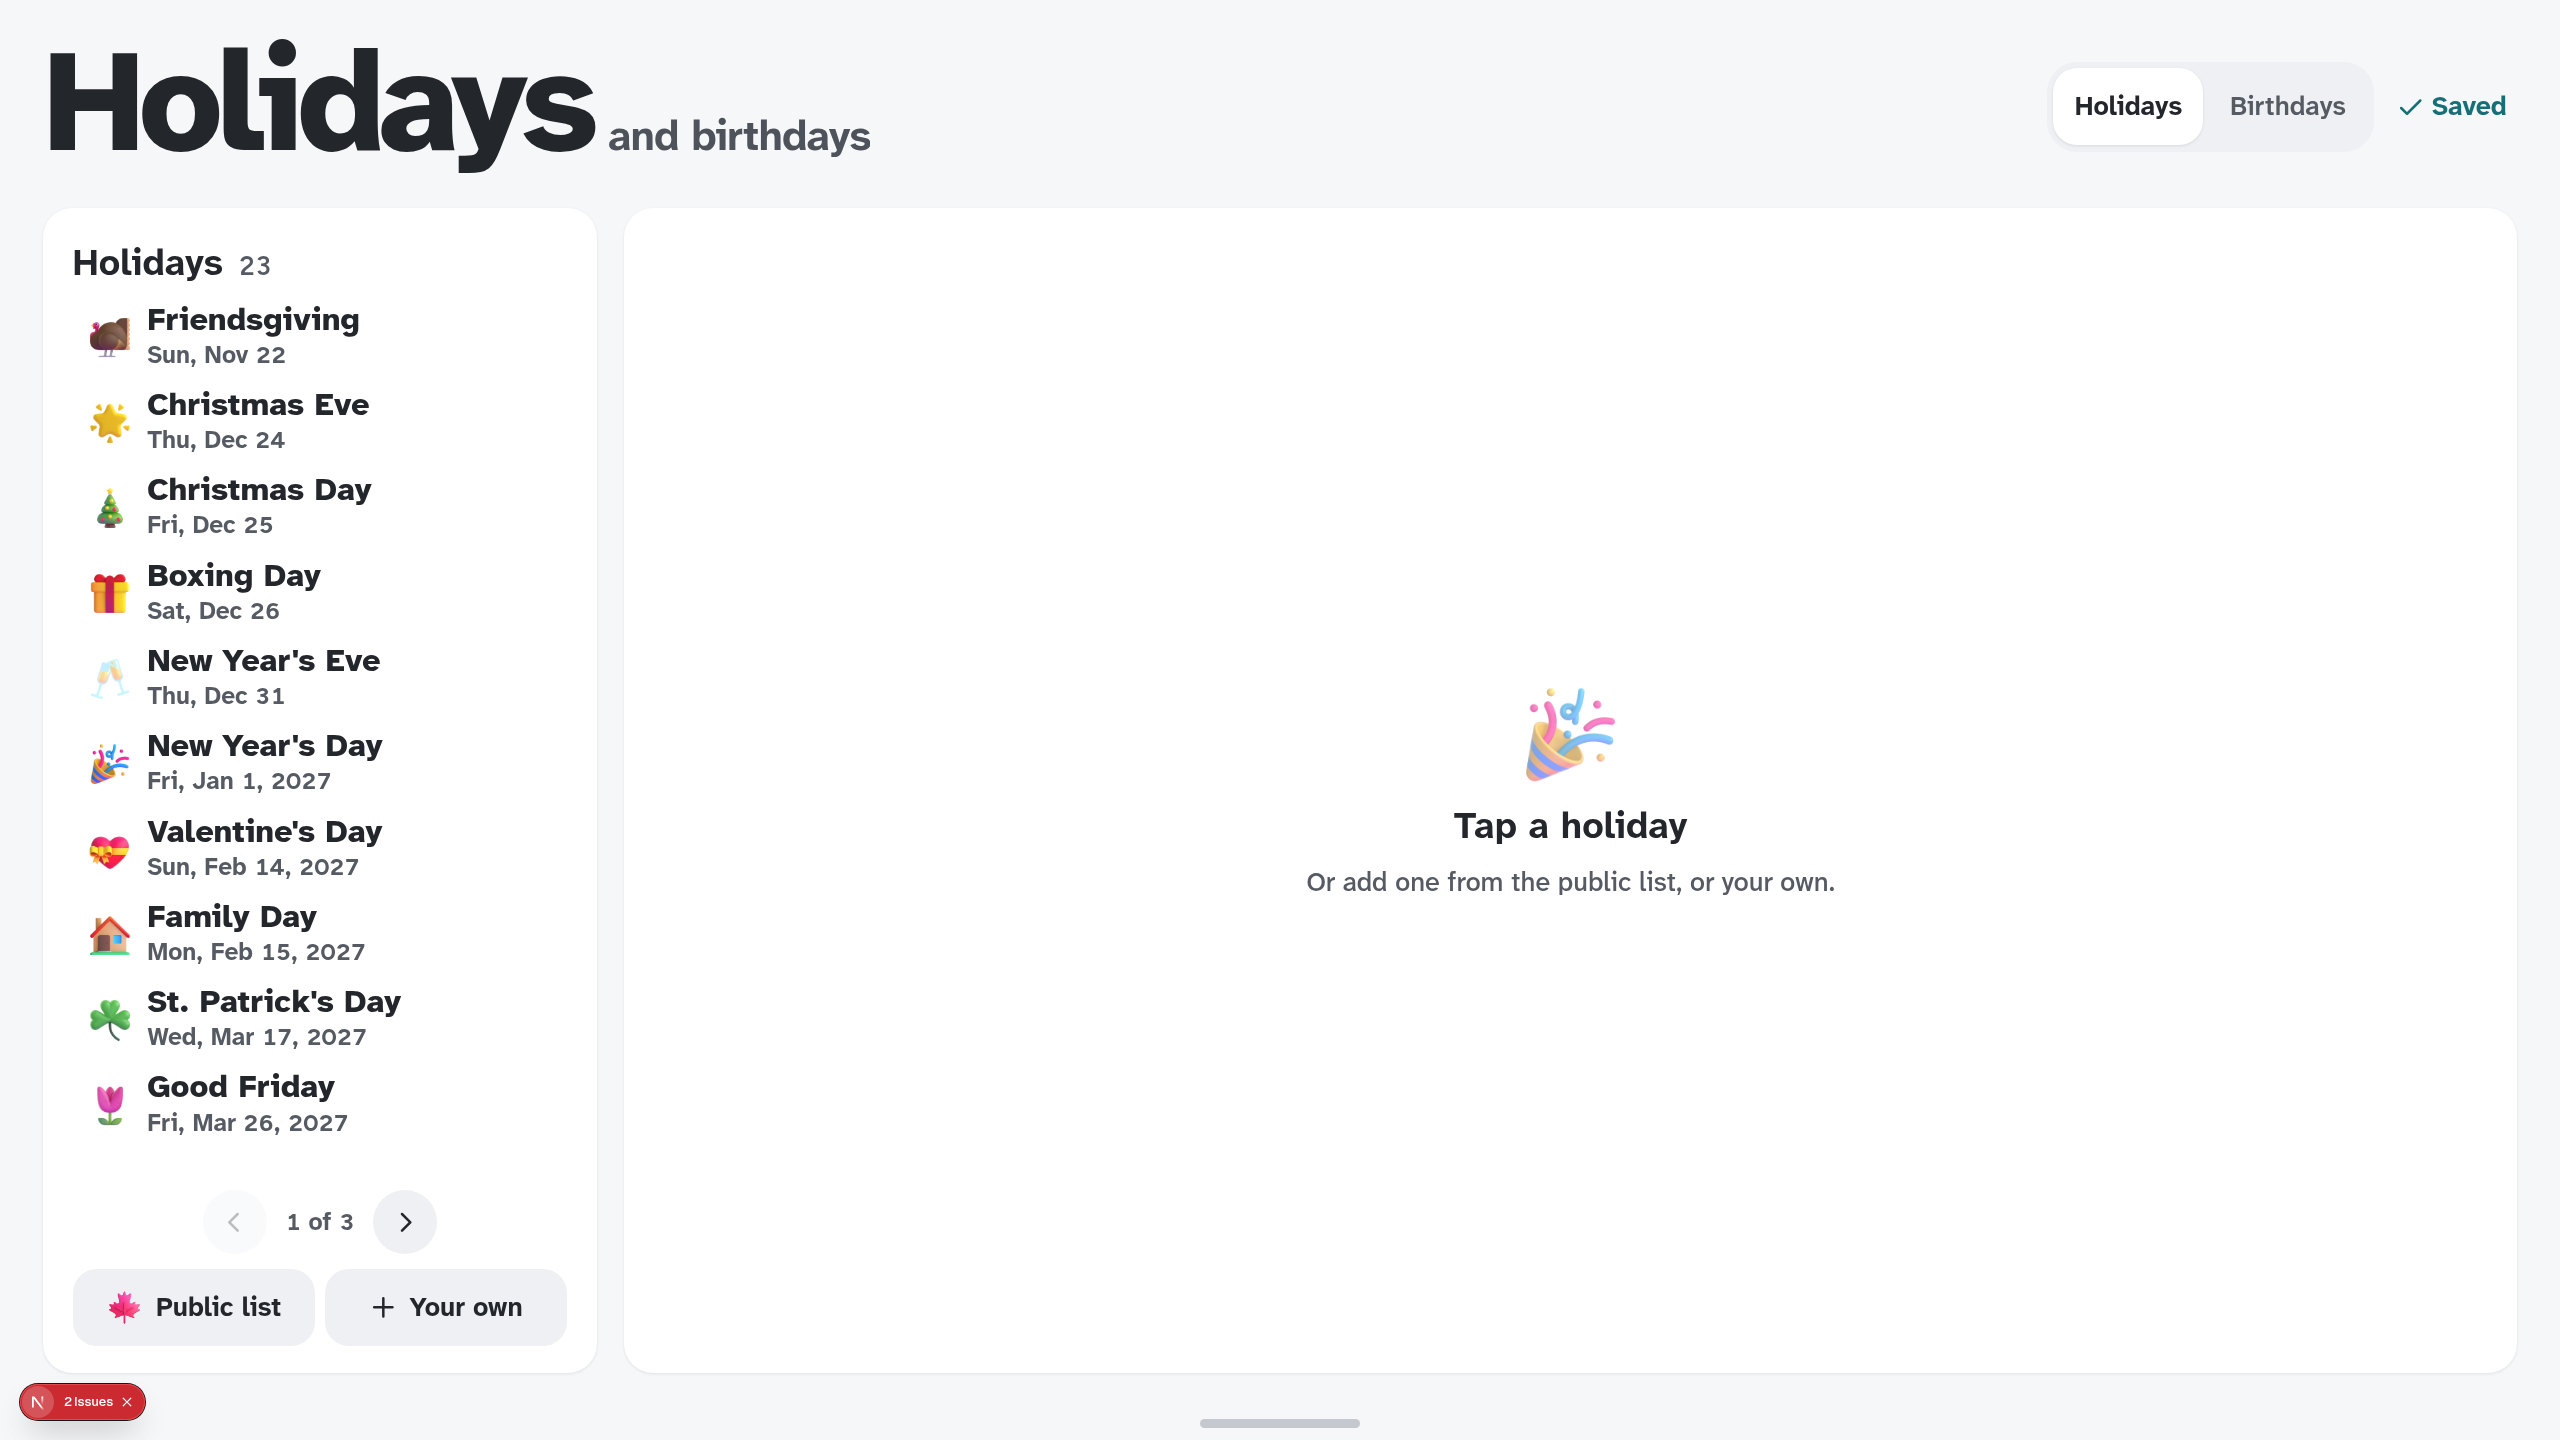 Holidays and birthdays
Holidays
Birthdays
Saved
Holidays 23
Friendsgiving
Sun, Nov 22
Christmas Eve
Thu, Dec 24
Christmas Day
Fri, Dec 25
Boxing Day
Sat, Dec 26
New Year's Eve
Thu, Dec 31
New Year's Day
Fri, Jan 1, 2027
Valentine's Day
Sun, Feb 14, 2027
Family Day
Mon, Feb 15, 2027
St. Patrick's Day
Wed, Mar 17, 2027
Good Friday
Fri, Mar 26, 2027
1 of 3
Public list
Your own
Tap a holiday
Or add one from the public list, or your own.
N
2 Issues